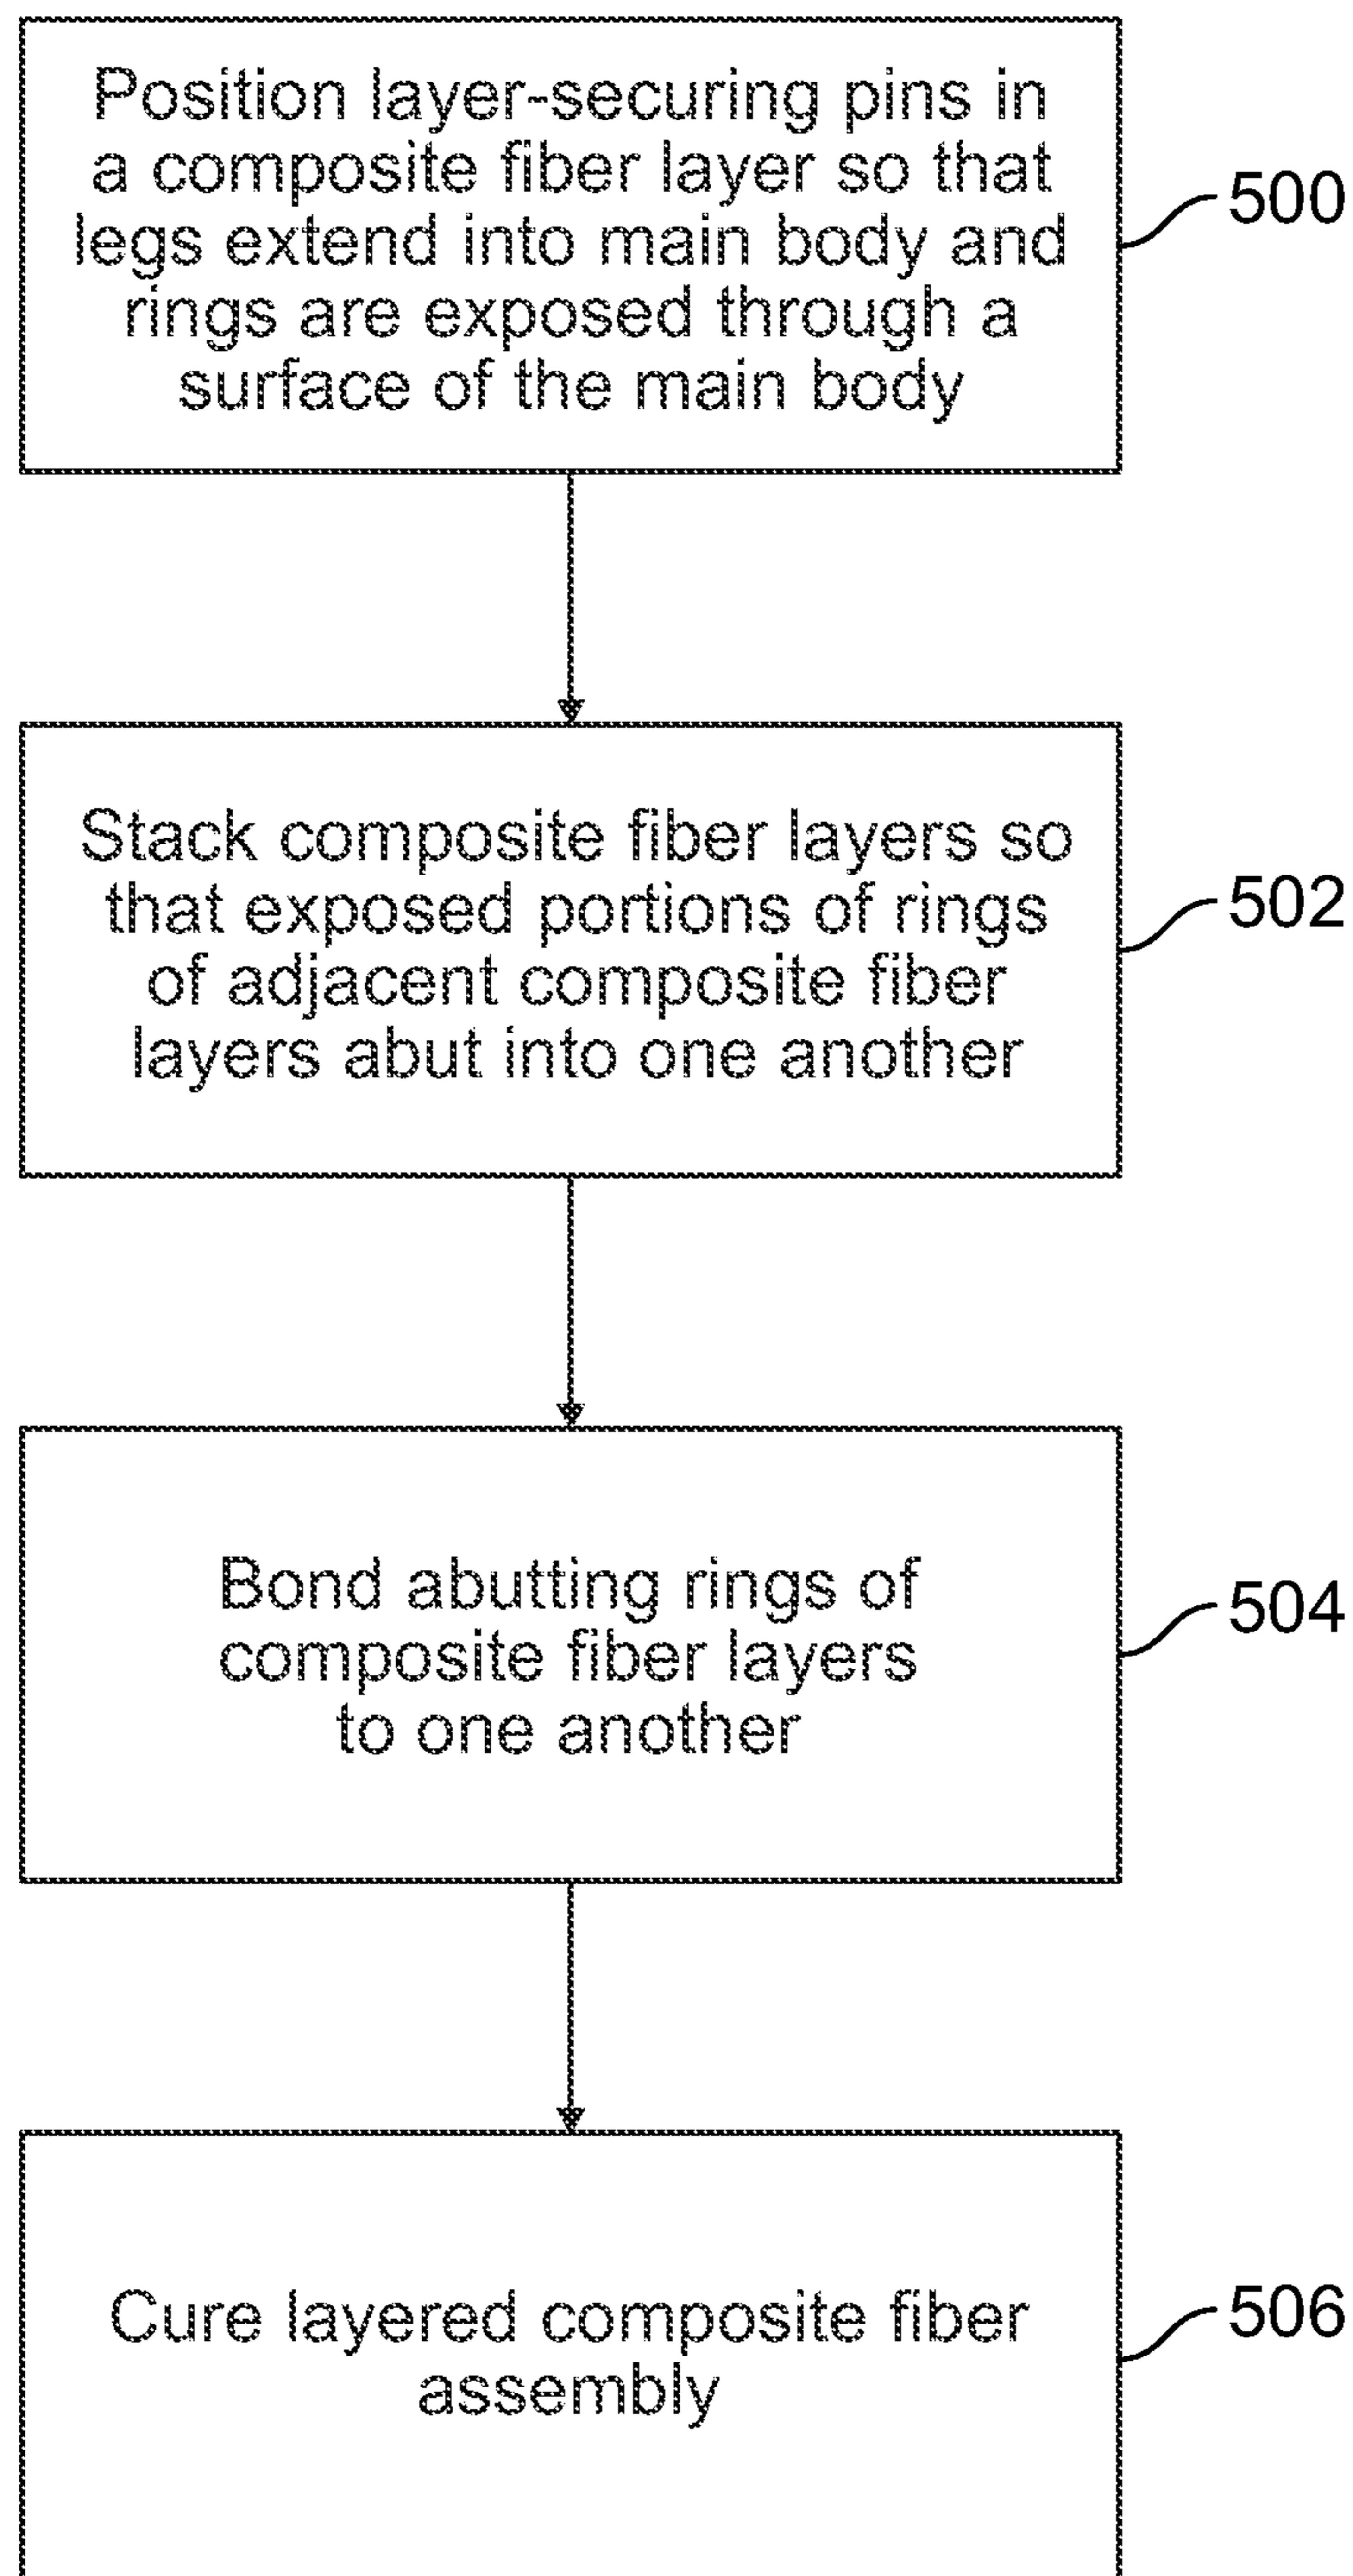 Position layer-securing pins in
a composite fiber layer so that
legs extend into main body and
rings are exposed through a
surface of the main body
500
Stack composite fiber layers so
that exposed portions of rings
of adjacent composite fiber
layers abut into one another
502
Bond abutting rings of
composite fiber layers
to one another
504
Cure layered composite fiber
assembly
506